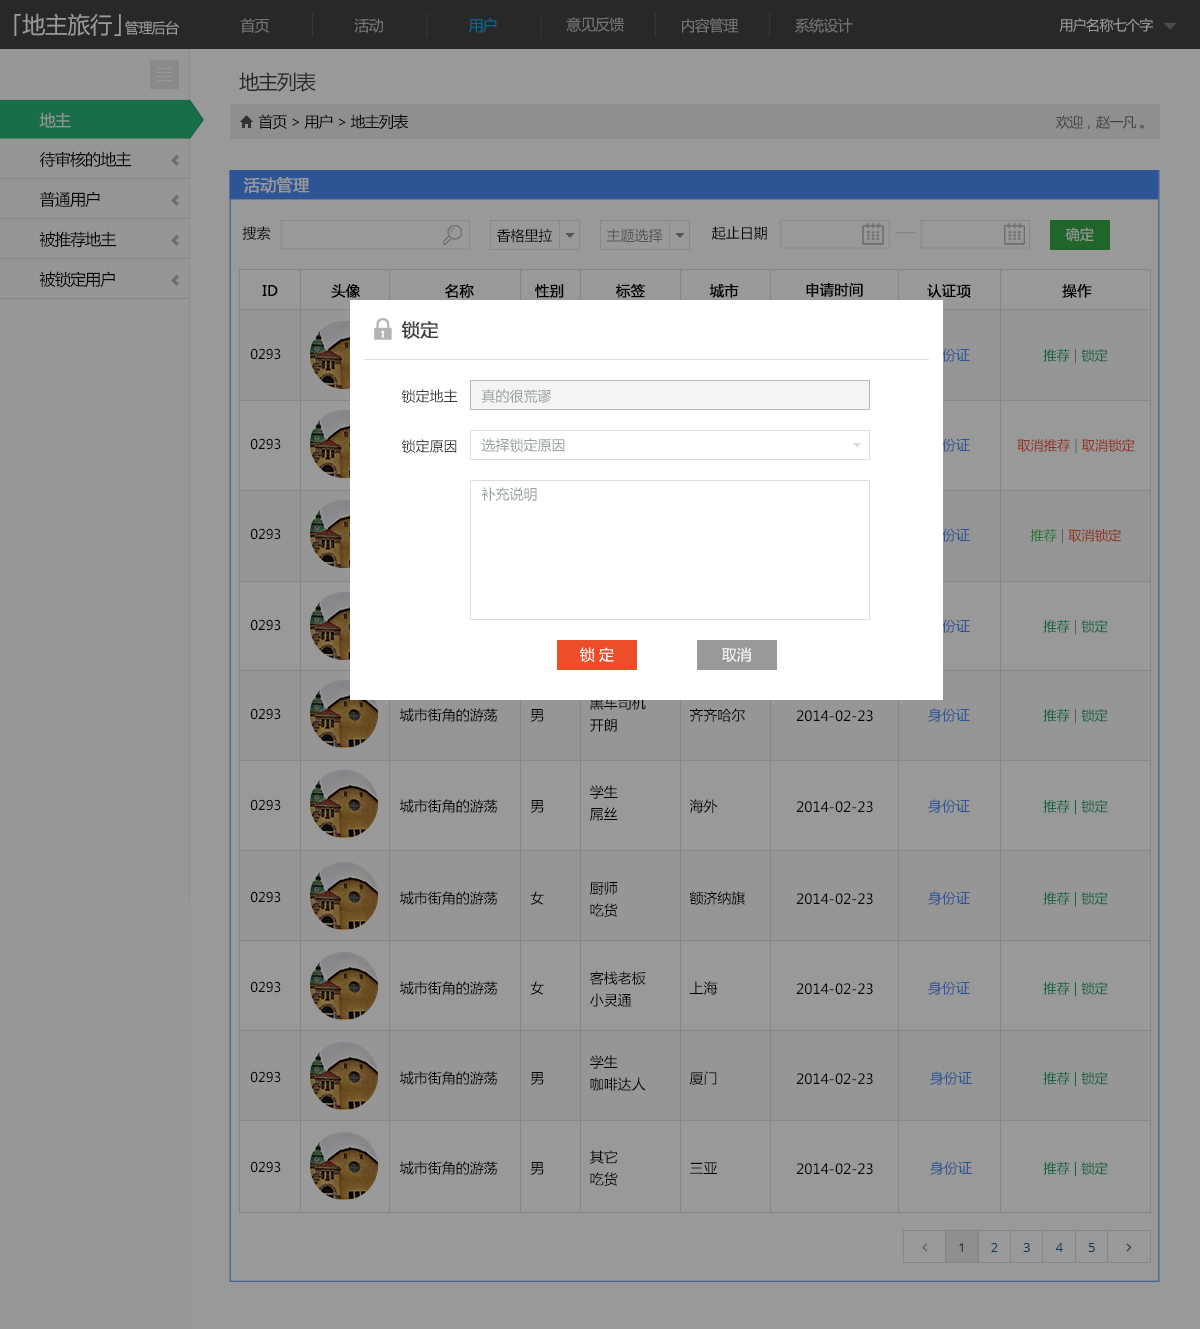 「地主旅行」管理后台 首页 活动 用户 意见反馈 内容管理 系统设计 用户名称七个字
地主列表
首页 > 用户 > 地主列表 欢迎，赵一凡 。
地主
待审核的地主
普通用户
被推荐地主
被锁定用户
活动管理
搜索 香格里拉 主题选择 起止日期 — 确定
ID 头像 名称 性别 标签 城市 申请时间 认证项 操作
锁定
0293 份证 推荐 | 锁定
锁定地主 真的很荒谬
0293 份证 取消推荐 | 取消锁定
锁定原因 选择锁定原因
补充说明
0293 份证 推荐 | 取消锁定
0293 份证 推荐 | 锁定
锁 定 取消
黑车司机
0293 城市街角的游荡 男 齐齐哈尔 2014-02-23 身份证 推荐 | 锁定
开朗
学生
0293 城市街角的游荡 男 海外 2014-02-23 身份证 推荐 | 锁定
屌丝
厨师
0293 城市街角的游荡 女 额济纳旗 2014-02-23 身份证 推荐 | 锁定
吃货
客栈老板
0293 城市街角的游荡 女 上海 2014-02-23 身份证 推荐 | 锁定
小灵通
学生
0293 城市街角的游荡 男 厦门 2014-02-23 身份证 推荐 | 锁定
咖啡达人
其它
0293 城市街角的游荡 男 三亚 2014-02-23 身份证 推荐 | 锁定
吃货
< 1 2 3 4 5 >